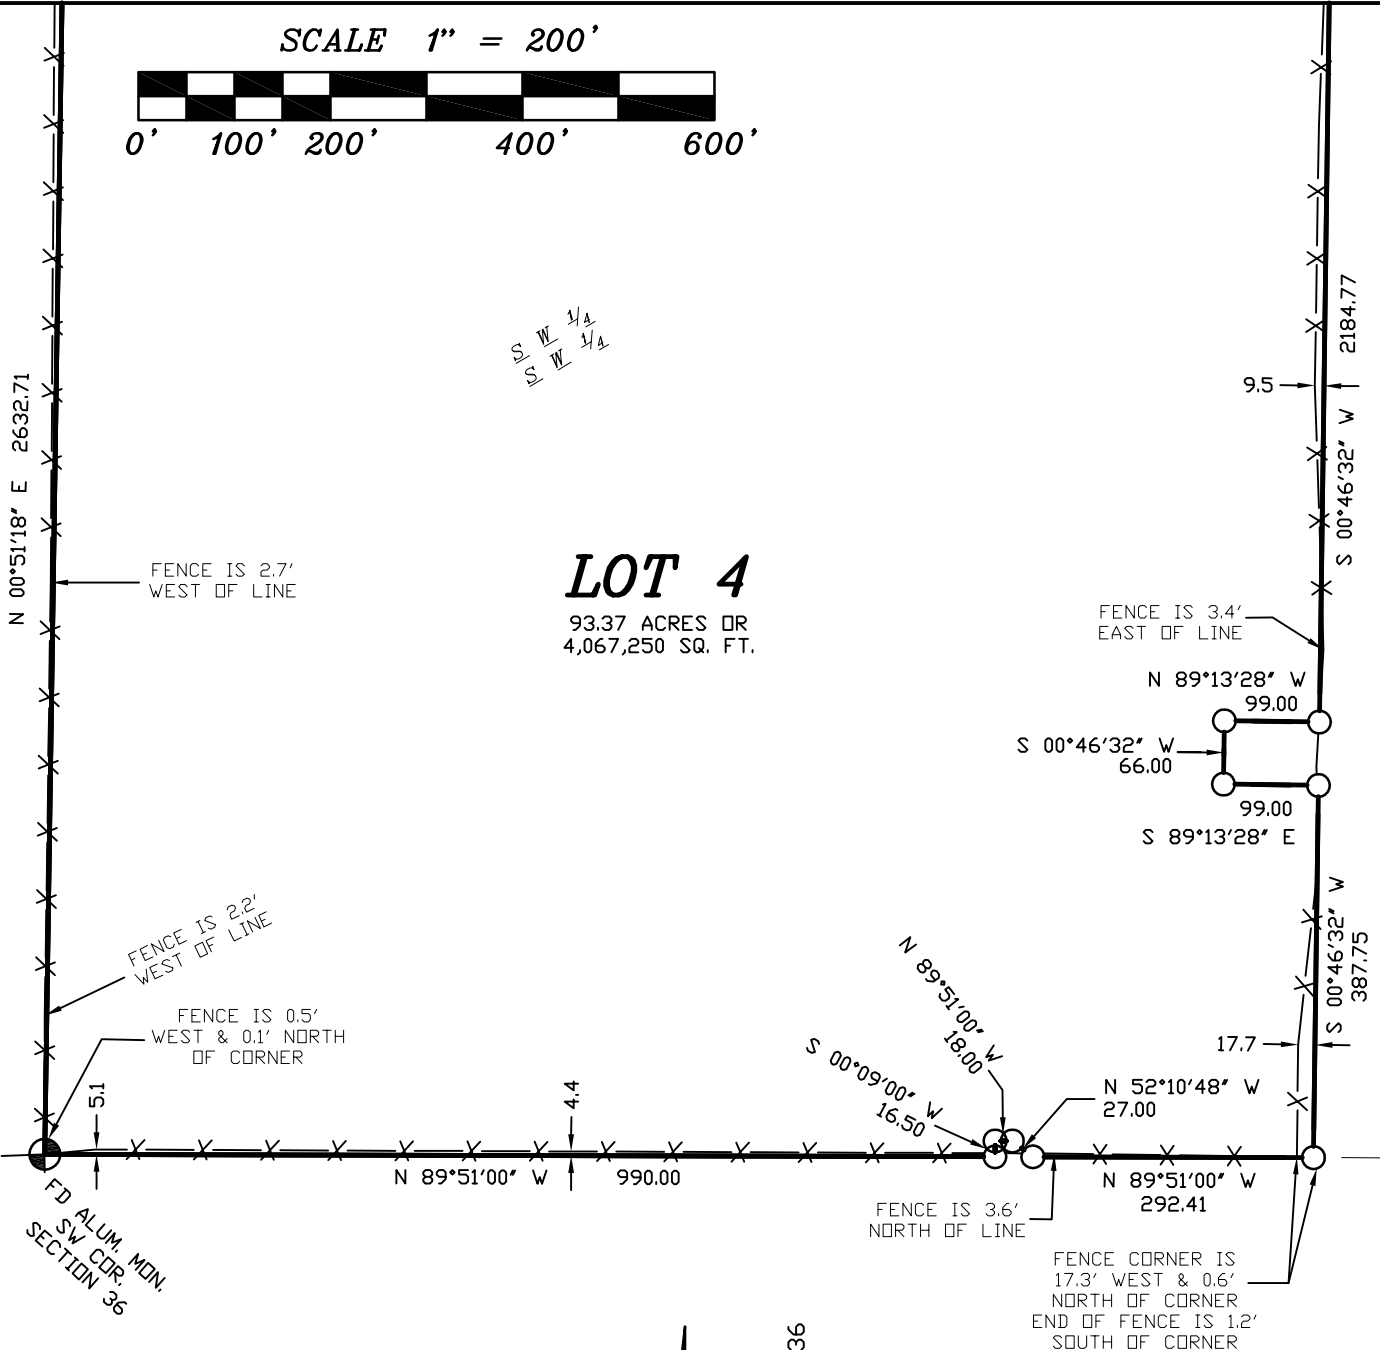 SCALE 1" = 200'
0' 100' 200' 400' 600'
S W 1/4
S W 1/4
N 00°51'18" E 2632.71
2184.77
S 00°46'32" W
9.5
FENCE IS 2.7'
WEST OF LINE
LOT 4
93.37 ACRES OR
4,067,250 SQ. FT.
FENCE IS 3.4'
EAST OF LINE
N 89°13'28" W
99.00
S 00°46'32" W
66.00
99.00
S 89°13'28" E
FENCE IS 2.2'
WEST OF LINE
S 00°46'32" W
387.75
FENCE IS 0.5'
WEST & 0.1' NORTH
OF CORNER
N 89°51'00" W
18.00
S 00°09'00" W
16.50
17.7
N 52°10'48" W
27.00
5.1
4.4
N 89°51'00" W 990.00
N 89°51'00" W
292.41
FD ALUM. MON.
SW COR.
SECTION 36
FENCE IS 3.6'
NORTH OF LINE
FENCE CORNER IS
17.3' WEST & 0.6'
NORTH OF CORNER
END OF FENCE IS 1.2'
SOUTH OF CORNER
36